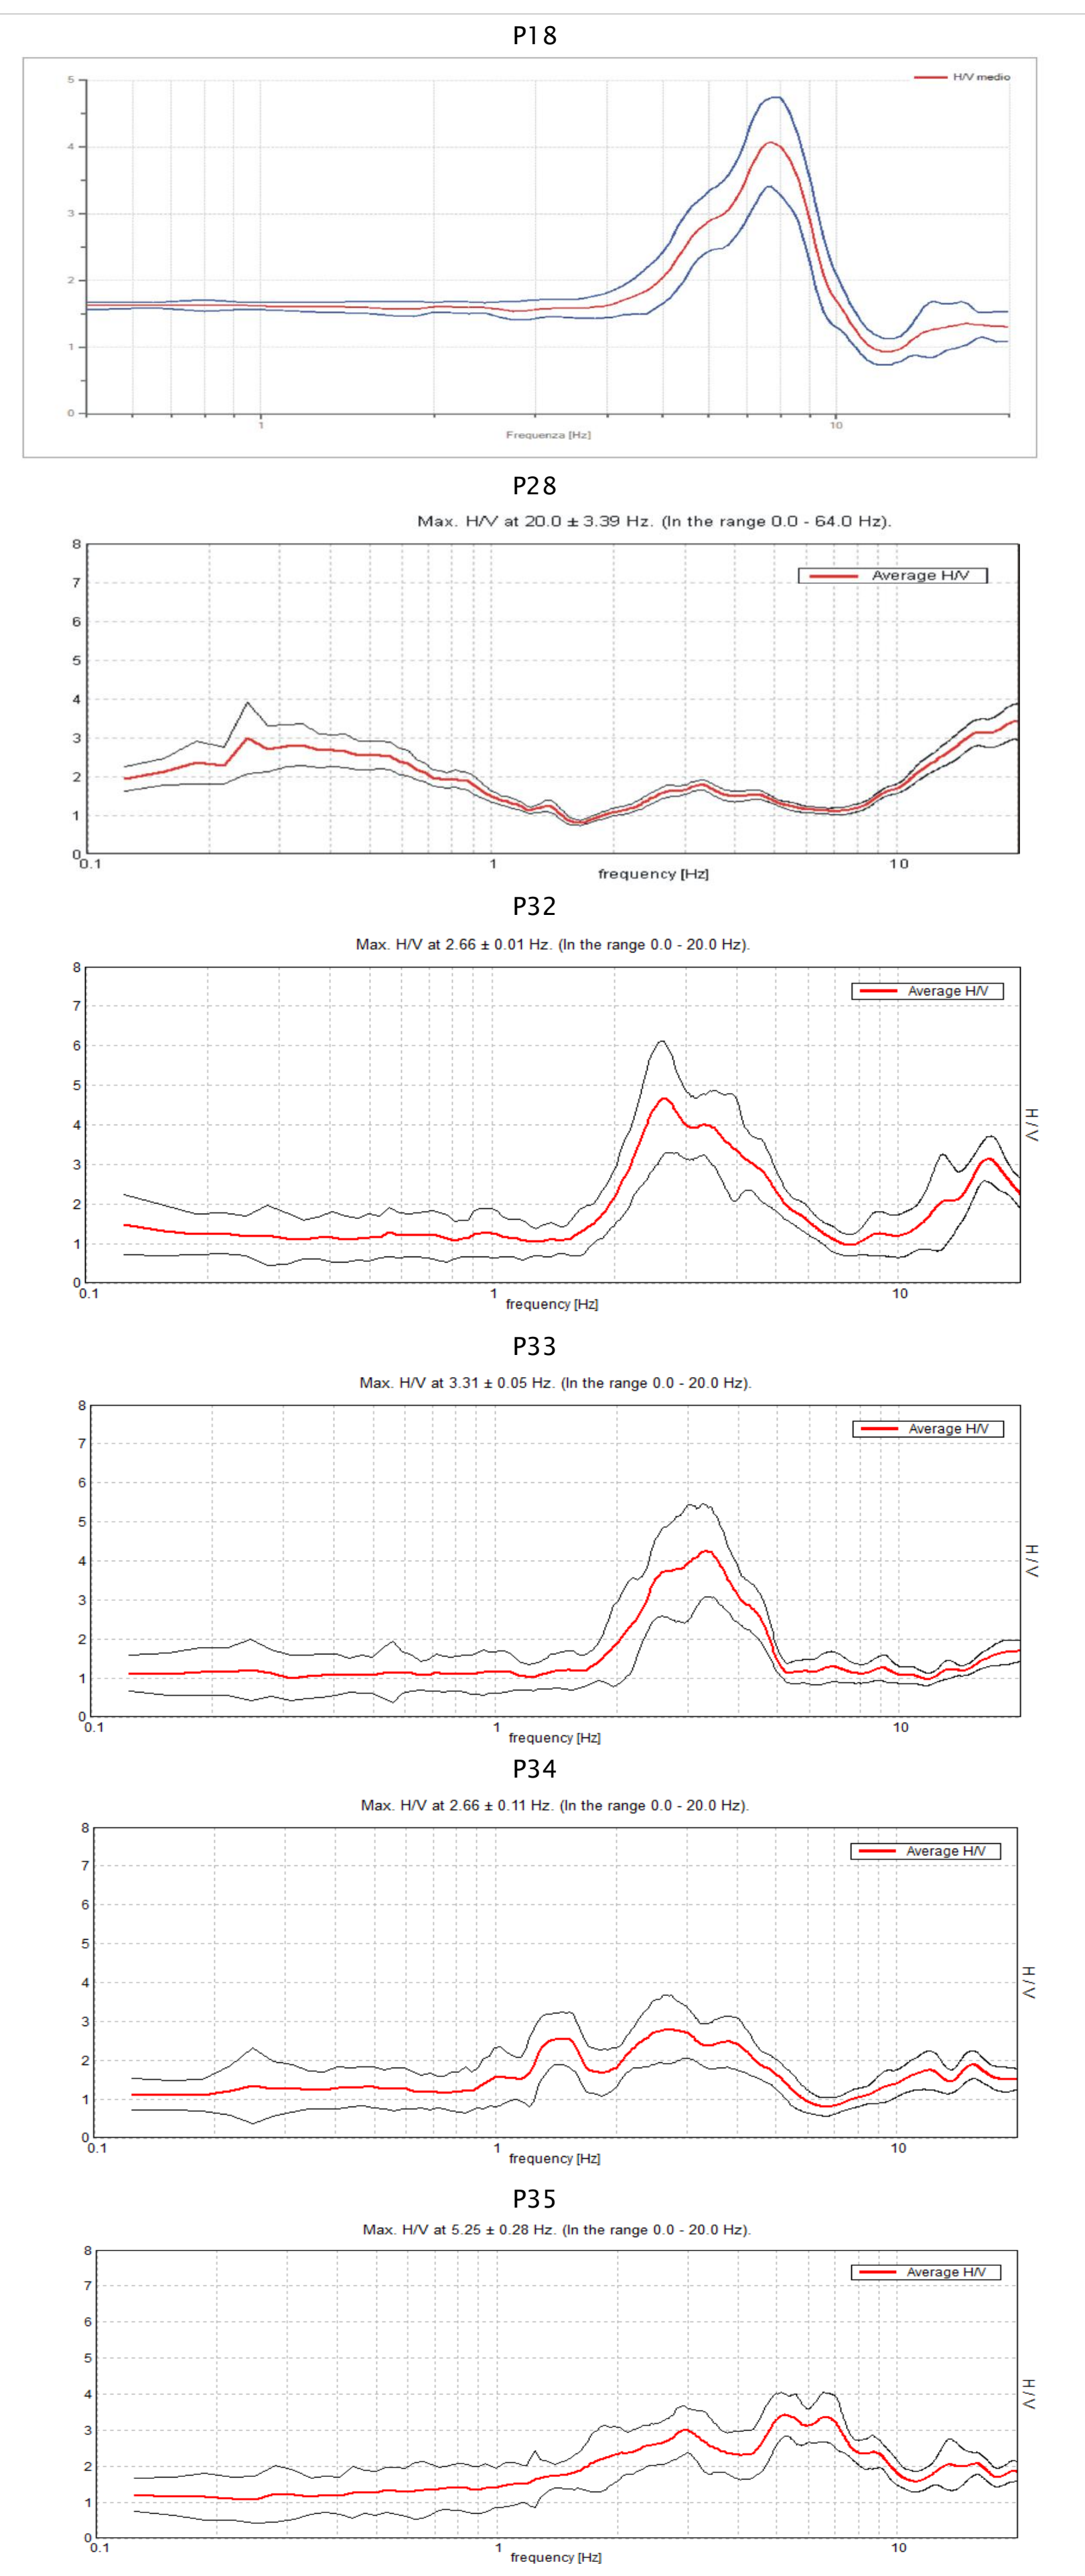 P18
H/V medio
5
4
3
2
1
0
1 10
Frequenza [Hz]
P28
Max. H/V at 20.0 ± 3.39 Hz. (In the range 0.0 - 64.0 Hz).
Average H/V
8
7
6
5
4
3
2
1
0
0.1 1 10
frequency [Hz]
P32
Max. H/V at 2.66 ± 0.01 Hz. (In the range 0.0 - 20.0 Hz).
Average H/V
8
7
6
5
4
3
2
1
0
H/V
0.1 1 10
frequency [Hz]
P33
Max. H/V at 3.31 ± 0.05 Hz. (In the range 0.0 - 20.0 Hz).
Average H/V
8
7
6
5
4
3
2
1
0
H/V
0.1 1 10
frequency [Hz]
P34
Max. H/V at 2.66 ± 0.11 Hz. (In the range 0.0 - 20.0 Hz).
Average H/V
8
7
6
5
4
3
2
1
0
H/V
0.1 1 10
frequency [Hz]
P35
Max. H/V at 5.25 ± 0.28 Hz. (In the range 0.0 - 20.0 Hz).
Average H/V
8
7
6
5
4
3
2
1
0
H/V
0.1 1 10
frequency [Hz]